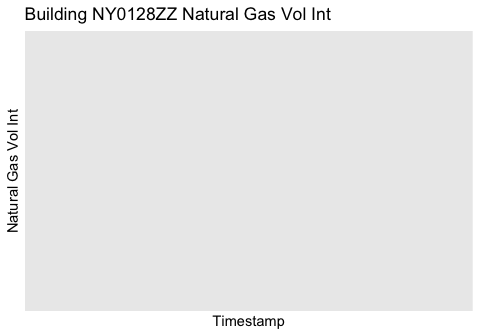 Building NY0128ZZ Natural Gas Vol Int
Natural Gas Vol Int
Timestamp